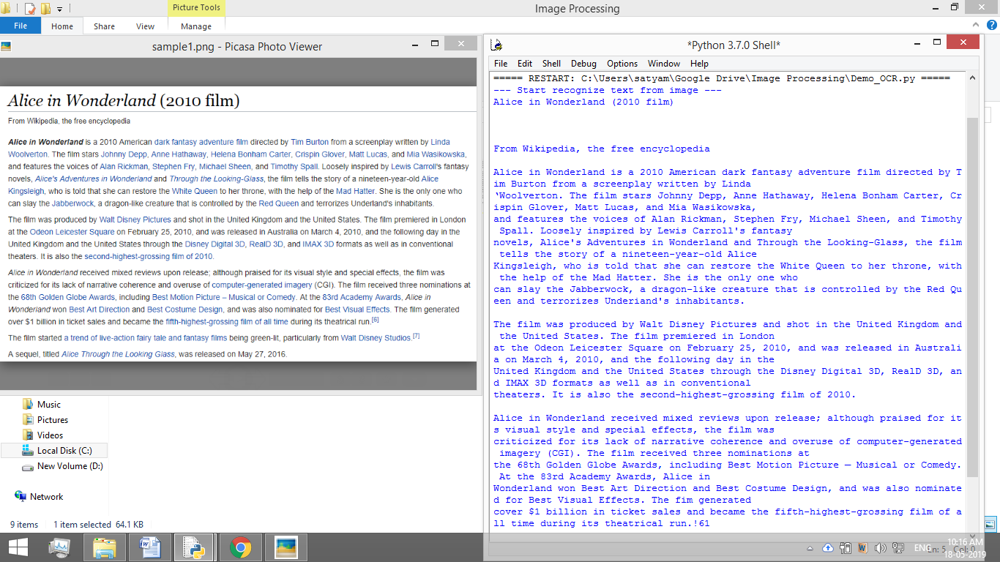 Picture Tools
Image Processing
File
Home
Share
View
Manage
sample1.png - Picasa Photo Viewer
Alice in Wonderland (2010 film)
From Wikipedia, the free encyclopedia
Alice in Wonderland is a 2010 American dark fantasy adventure film directed by Tim Burton from a screenplay written by Linda
Woolverton. The film stars Johnny Depp, Anne Hathaway, Helena Bonham Carter, Crispin Glover, Matt Lucas, and Mia Wasikowska,
and features the voices of Alan Rickman, Stephen Fry, Michael Sheen, and Timothy Spall. Loosely inspired by Lewis Carroll's fantasy
novels, Alice's Adventures in Wonderland and Through the Looking-Glass, the film tells the story of a nineteen-year-old Alice
Kingsleigh, who is told that she can restore the White Queen to her throne, with the help of the Mad Hatter. She is the only one who
can slay the Jabberwock, a dragon-like creature that is controlled by the Red Queen and terrorizes Underland's inhabitants.
The film was produced by Walt Disney Pictures and shot in the United Kingdom and the United States. The film premiered in London
at the Odeon Leicester Square on February 25, 2010, and was released in Australia on March 4, 2010, and the following day in the
United Kingdom and the United States through the Disney Digital 3D, RealD 3D, and IMAX 3D formats as well as in conventional
theaters. It is also the second-highest-grossing film of 2010.
Alice in Wonderland received mixed reviews upon release; although praised for its visual style and special effects, the film was
criticized for its lack of narrative coherence and overuse of computer-generated imagery (CGI). The film received three nominations at
the 68th Golden Globe Awards, including Best Motion Picture – Musical or Comedy. At the 83rd Academy Awards, Alice in
Wonderland won Best Art Direction and Best Costume Design, and was also nominated for Best Visual Effects. The film generated
over $1 billion in ticket sales and became the fifth-highest-grossing film of all time during its theatrical run.[6]
The film started a trend of live-action fairy tale and fantasy films being green-lit, particularly from Walt Disney Studios.[7]
A sequel, titled Alice Through the Looking Glass, was released on May 27, 2016.
Music
Pictures
Videos
Local Disk (C:)
New Volume (D:)
Network
9 items
1 item selected 64.1 KB
*Python 3.7.0 Shell*
File Edit Shell Debug Options Window Help
===== RESTART: C:\Users\satyam\Google Drive\Image Processing\Demo_OCR.py =====
--- Start recognize text from image ---
Alice in Wonderland (2010 film)
From Wikipedia, the free encyclopedia
Alice in Wonderland is a 2010 American dark fantasy adventure film directed by T
im Burton from a screenplay written by Linda
‘Woolverton. The film stars Johnny Depp, Anne Hathaway, Helena Bonham Carter, Cr
ispin Glover, Matt Lucas, and Mia Wasikowska,
and features the voices of Alan Rickman, Stephen Fry, Michael Sheen, and Timothy
Spall. Loosely inspired by Lewis Carroll's fantasy
novels, Alice's Adventures in Wonderland and Through the Looking-Glass, the film
tells the story of a nineteen-year-old Alice
Kingsleigh, who is told that she can restore the White Queen to her throne, with
the help of the Mad Hatter. She is the only one who
can slay the Jabberwock, a dragon-like creature that is controlled by the Red Qu
een and terrorizes Underiand's inhabitants.
The film was produced by Walt Disney Pictures and shot in the United Kingdom and
the United States. The film premiered in London
at the Odeon Leicester Square on February 25, 2010, and was released in Australi
a on March 4, 2010, and the following day in the
United Kingdom and the United States through the Disney Digital 3D, RealD 3D, an
d IMAX 3D formats as well as in conventional
theaters. It is also the second-highest-grossing film of 2010.
Alice in Wonderland received mixed reviews upon release; although praised for it
s visual style and special effects, the film was
criticized for its lack of narrative coherence and overuse of computer-generated
imagery (CGI). The film received three nominations at
the 68th Golden Globe Awards, including Best Motion Picture — Musical or Comedy.
At the 83rd Academy Awards, Alice in
Wonderland won Best Art Direction and Best Costume Design, and was also nominate
d for Best Visual Effects. The fim generated
cover $1 billion in ticket sales and became the fifth-highest-grossing film of a
ll time during its theatrical run.!61
Ln: 5 Col: 0
ENG
10:16 AM
18-05-2019